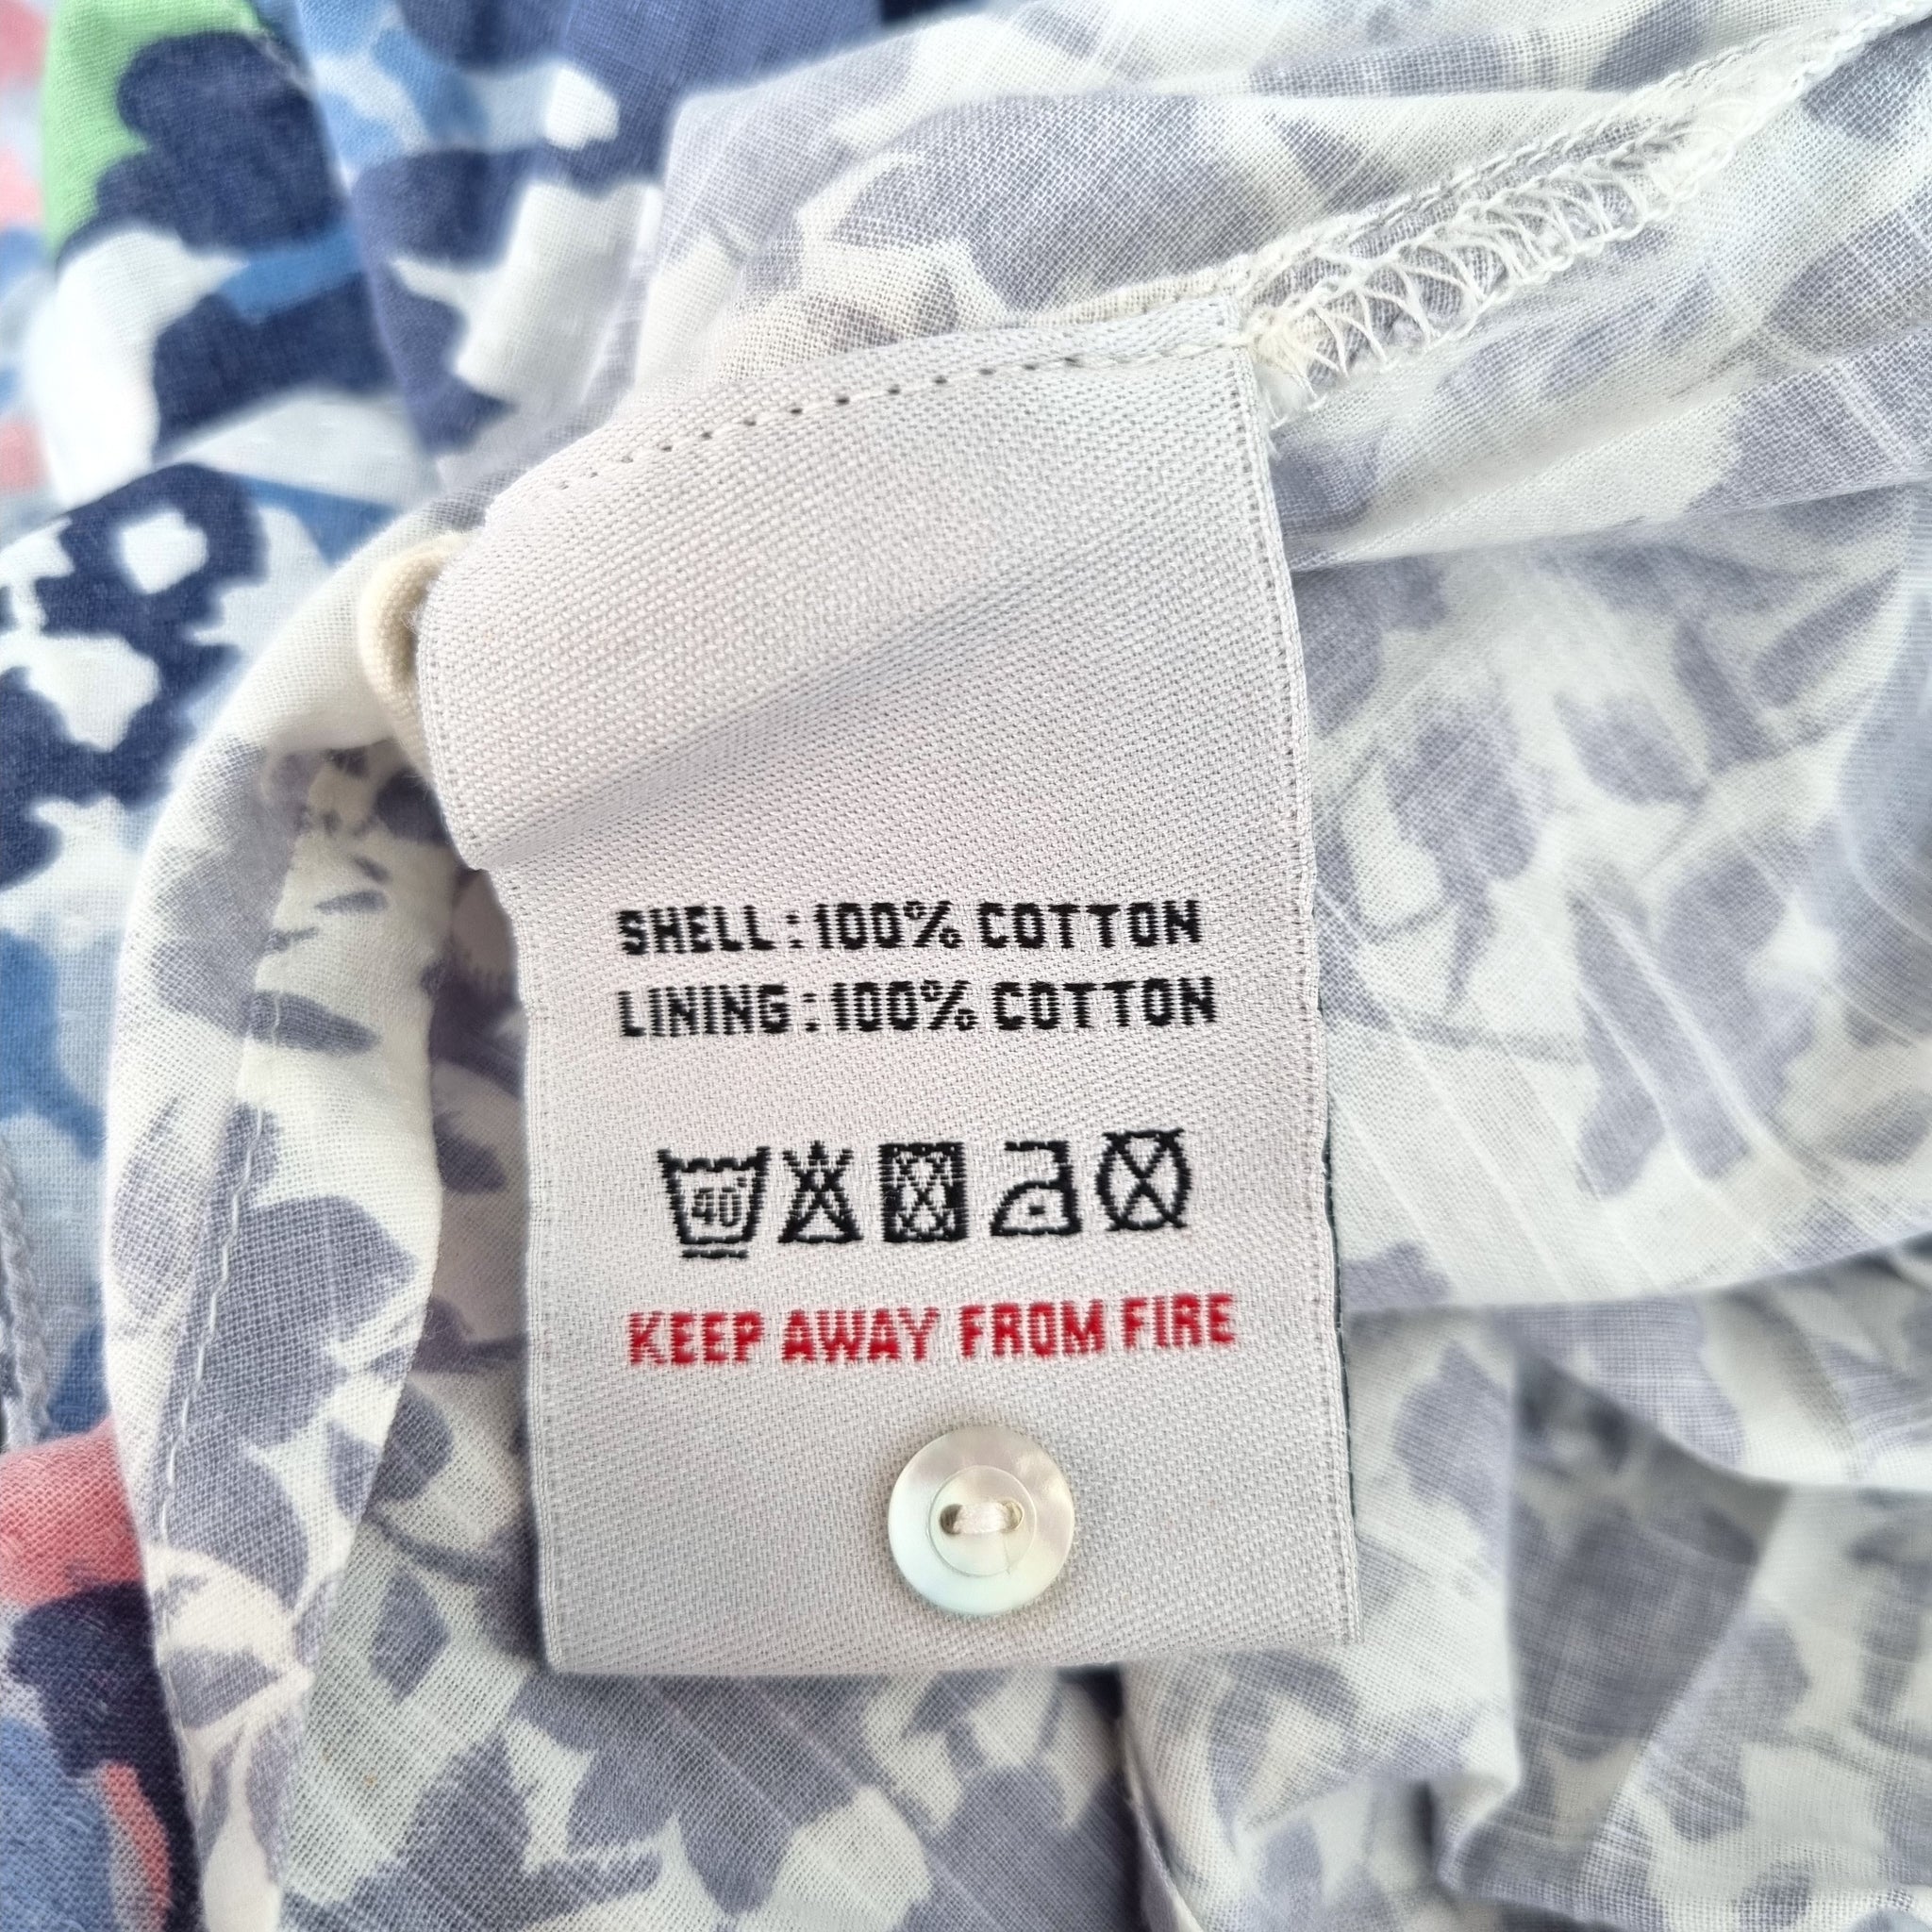 SHELL : 100% COTTON
LINING : 100% COTTON
40°
KEEP AWAY FROM FIRE